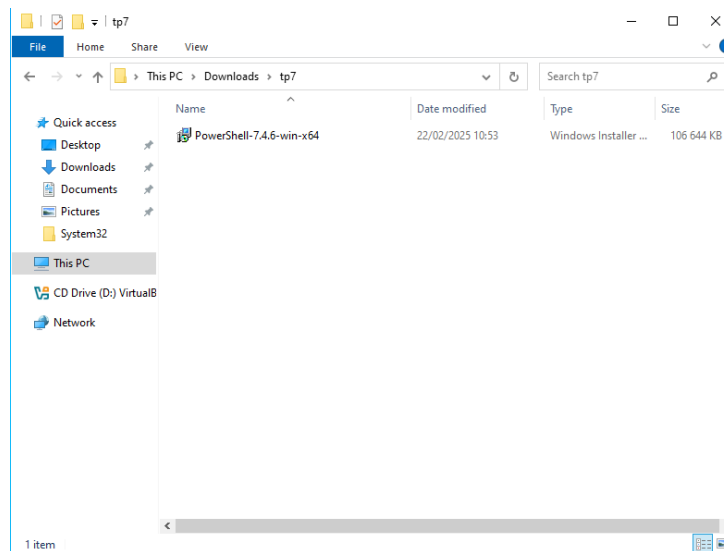 tp7
File Home Share View
This PC > Downloads > tp7
Search tp7
Name Date modified Type Size
Quick access
Desktop
Downloads
Documents
Pictures
System32
This PC
CD Drive (D:) VirtualB
Network
PowerShell-7.4.6-win-x64 22/02/2025 10:53 Windows Installer ... 106 644 KB
1 item